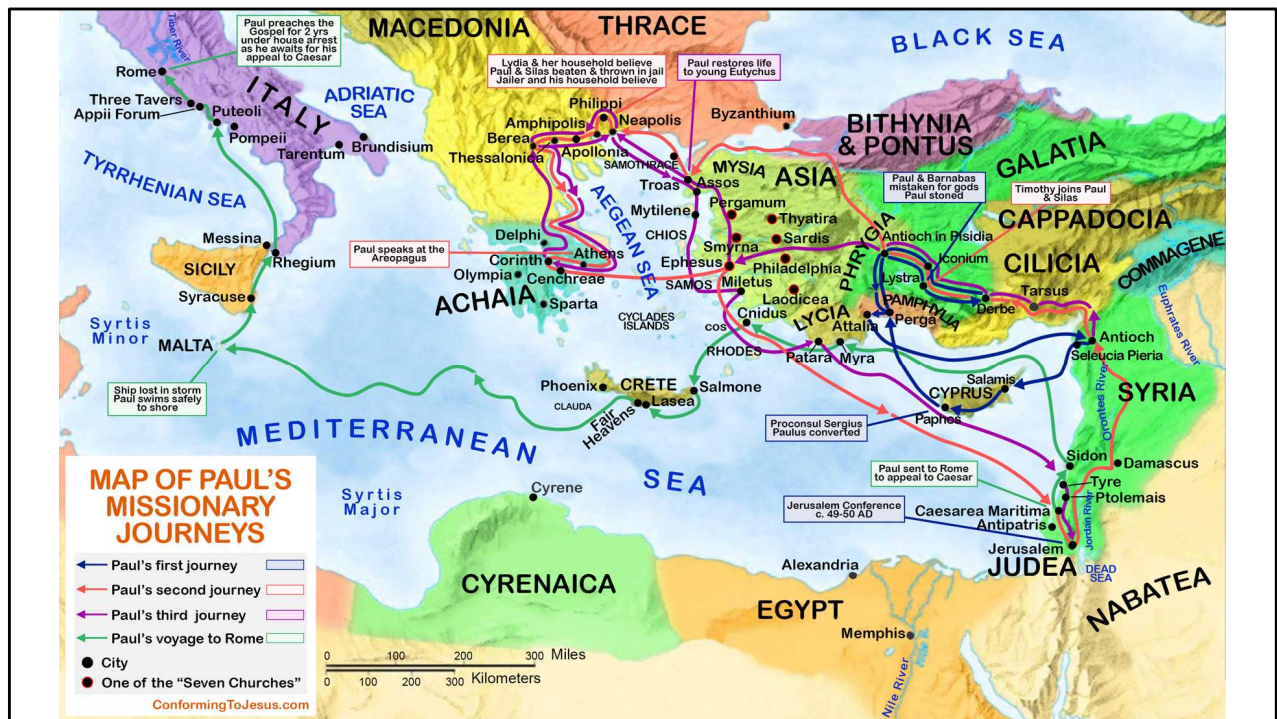 MACEDONIA
THRACE
BLACK SEA
Tiber River
Paul preaches the
Gospel for 2 yrs
under house arrest
as he awaits for his
appeal to Caesar
Rome
Three Tavers
Appii Forum
ITALY
Puteoli
Pompeii
ADRIATIC
SEA
Tarentum
Brundisium
TYRRHENIAN SEA
Lydia & her household believe
Paul & Silas beaten & thrown in jail
Jailer and his household believe
Paul restores life
to young Eutychus
Philippi
Neapolis
Amphipolis
Berea
Thessalonica
Apollonia
SAMOTHRACE
Byzanthium
BITHYNIA
& PONTUS
GALATIA
MYSIA
ASIA
Troas
Assos
Mytilene
Pergamum
Thyatira
CHIOS
Smyrna
Sardis
Ephesus
Philadelphia
SAMOS
Miletus
Laodicea
AEGEAN SEA
PHRYGIA
Paul & Barnabas
mistaken for gods
Paul stoned
Timothy joins Paul
& Silas
CAPPADOCIA
COMMAGENE
Antioch in Pisidia
Iconium
Lystra
Derbe
CILICIA
Tarsus
Euphrates River
PAMPHYLIA
Attalia
Perga
LYCIA
Cnidus
COS
RHODES
Patara
Myra
Antioch
Seleucia Pieria
SYRIA
Orontes River
Delphi
Paul speaks at the
Areopagus
Athens
Corinth
Cenchreae
Olympia
ACHAIA
Sparta
CYCLADES
ISLANDS
Messina
Rhegium
SICILY
Syracuse
Syrtis
Minor
MALTA
Ship lost in storm
Paul swims safely
to shore
Phoenix
CRETE
Salmone
CLAUDA
Lasea
Fair
Heavens
Salamis
CYPRUS
Paphos
Proconsul Sergius
Paulus converted
MEDITERRANEAN
SEA
Sidon
Damascus
Tyre
Ptolemais
Paul sent to Rome
to appeal to Caesar
Caesarea Maritima
Antipatris
Jordan River
Jerusalem Conference
c. 49-50 AD
Jerusalem
JUDEA
DEAD
SEA
NABATEA
Syrtis
Major
Cyrene
CYRENAICA
Alexandria
EGYPT
Memphis
Nile River
MAP OF PAUL'S
MISSIONARY
JOURNEYS
Paul's first journey
Paul's second journey
Paul's third journey
Paul's voyage to Rome
City
One of the “Seven Churches”
ConformingToJesus.com
0 100 200 300 Miles
0 100 200 300 Kilometers